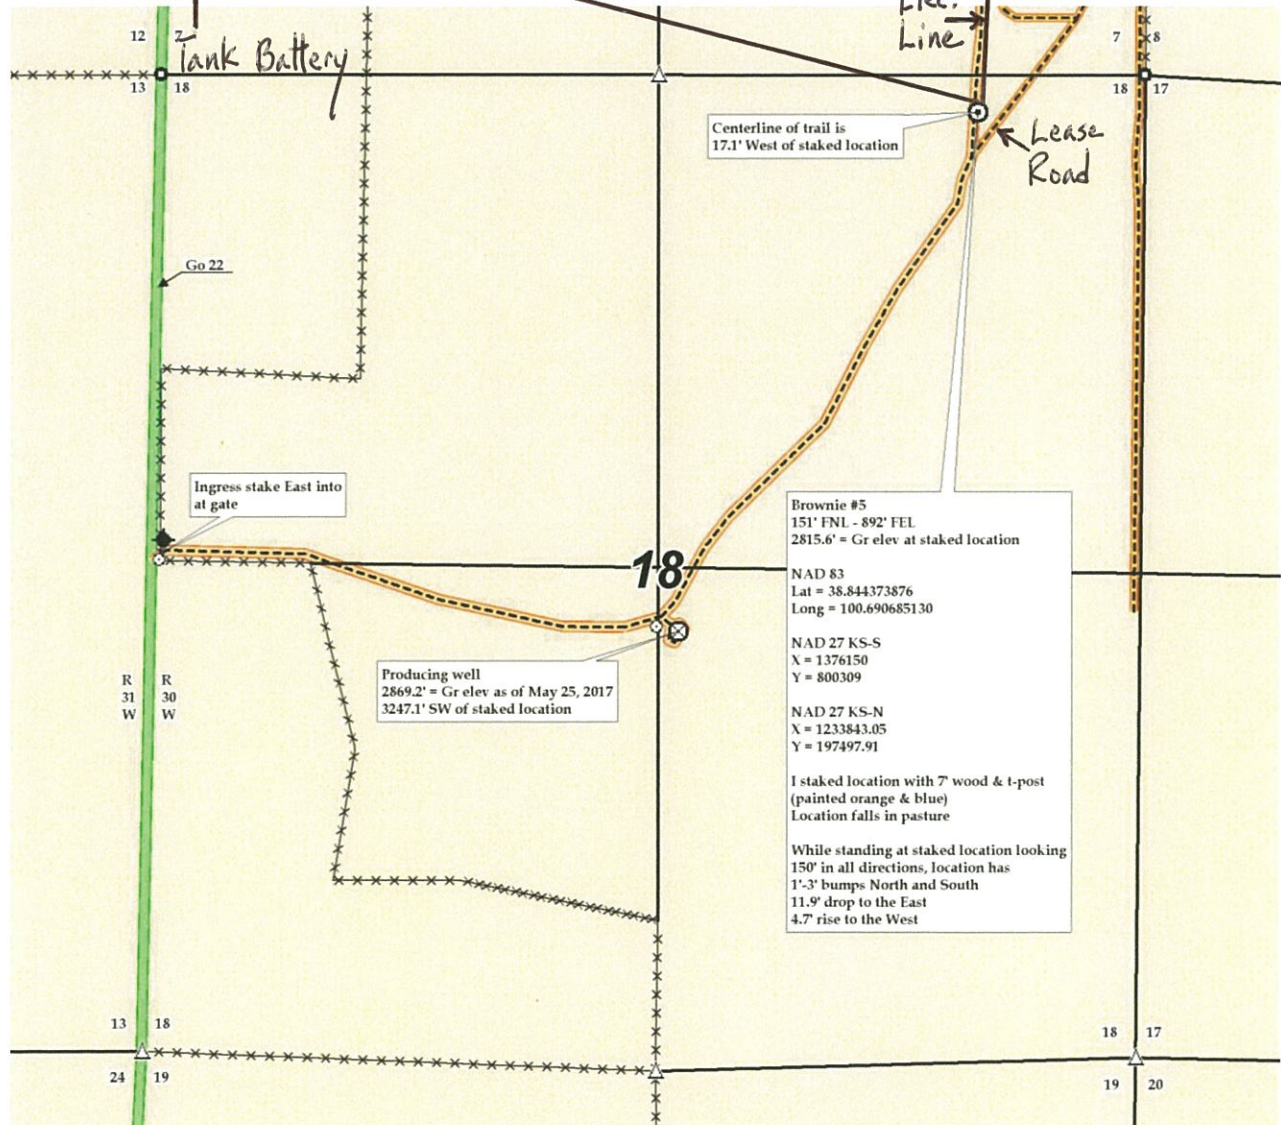 Elec.
Line
12 7
Tank Battery
13 18
7 8
18 17
Centerline of trail is
17.1' West of staked location
Lease
Road
Go 22
Ingress stake East into
at gate
18
Brownie #5
151' FNL - 892' FEL
2815.6' = Gr elev at staked location
NAD 83
Lat = 38.844373876
Long = 100.690685130
NAD 27 KS-S
X = 1376150
Y = 800309
NAD 27 KS-N
X = 1233843.05
Y = 197497.91
I staked location with 7' wood & t-post
(painted orange & blue)
Location falls in pasture
While standing at staked location looking
150' in all directions, location has
1'-3' bumps North and South
11.9' drop to the East
4.7' rise to the West
Producing well
2869.2' = Gr elev as of May 25, 2017
3247.1' SW of staked location
R R
31 30
W W
13 18
24 19
18 17
19 20